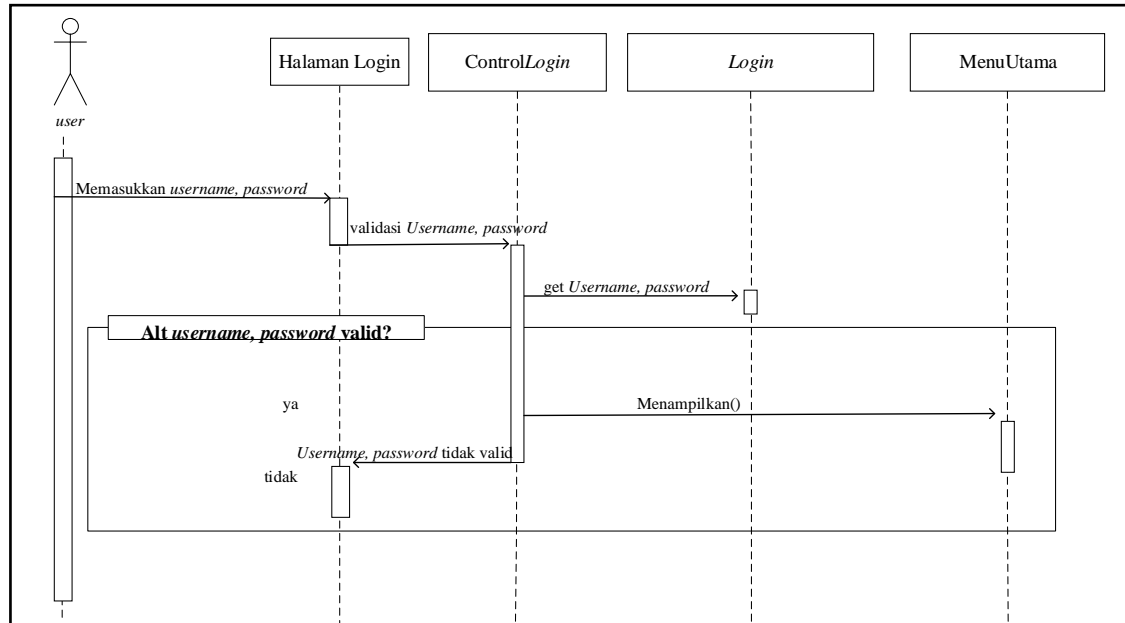 user
Halaman Login
ControlLogin
Login
MenuUtama
Memasukkan username, password
validasi Username, password
get Username, password
Alt username, password valid?
ya
Menampilkan()
Username, password tidak valid
tidak